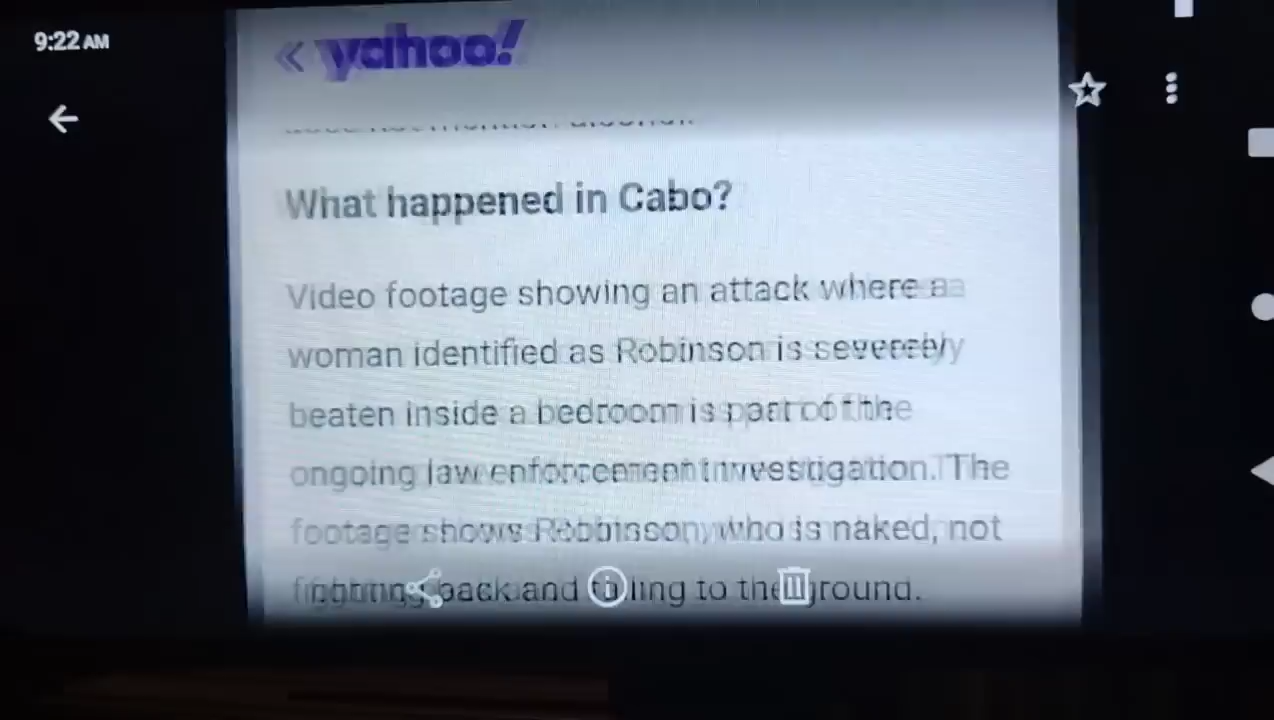 9:22 AM
« yahoo!
What happened in Cabo?
Video footage showing an attack where a
woman identified as Robinson is severely
beaten inside a bedroom is part of the
ongoing law enforcement investigation. The
footage shows Robinson, who is naked, not
fighting back and falling to the ground.